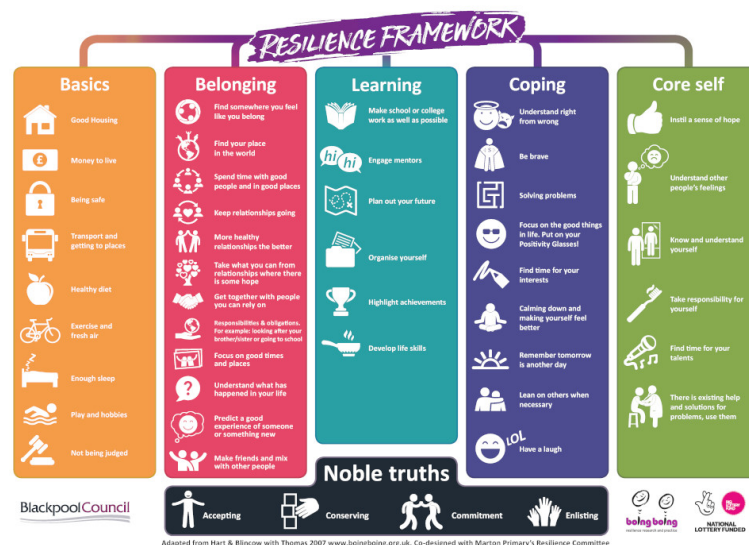 RESILIENCE FRAMEWORK
Basics
Good Housing
£
Money to live
Being safe
Transport and
getting to places
Healthy diet
Exercise and
fresh air
Enough sleep
Play and hobbies
Not being judged
Belonging
Find somewhere you feel
like you belong
Find your place
in the world
Spend time with good
people and in good places
Keep relationships going
More healthy
relationships the better
Take what you can from
relationships where there
is some hope
Get together with people
you can rely on
Responsibilities & obligations.
For example: looking after your
brother/sister or going to school
Focus on good times
and places
?
Understand what has
happened in your life
Predict a good
experience of someone
or something new
Make friends and mix
with other people
Learning
Make school or college
work as well as possible
hi hi
Engage mentors
Plan out your future
Organise yourself
Highlight achievements
Develop life skills
Coping
Understand right
from wrong
Be brave
Solving problems
Focus on the good things
in life. Put on your
Positivity Glasses!
Find time for your
interests
Calming down and
making yourself feel
better
Remember tomorrow
is another day
Lean on others when
necessary
LOL
Have a laugh
Core self
Instil a sense of hope
Understand other
people's feelings
Know and understand
yourself
Take responsibility for
yourself
Find time for your
talents
There is existing help
and solutions for
problems, use them
Noble truths
Accepting
Conserving
Commitment
Enlisting
BlackpoolCouncil
boingboing
resilience research and practice
NATIONAL
LOTTERY FUNDED
Adapted from Hart & Blincow with Thomas 2007 www.boingboing.org.uk. Co-designed with Marton Primary's Resilience Committee